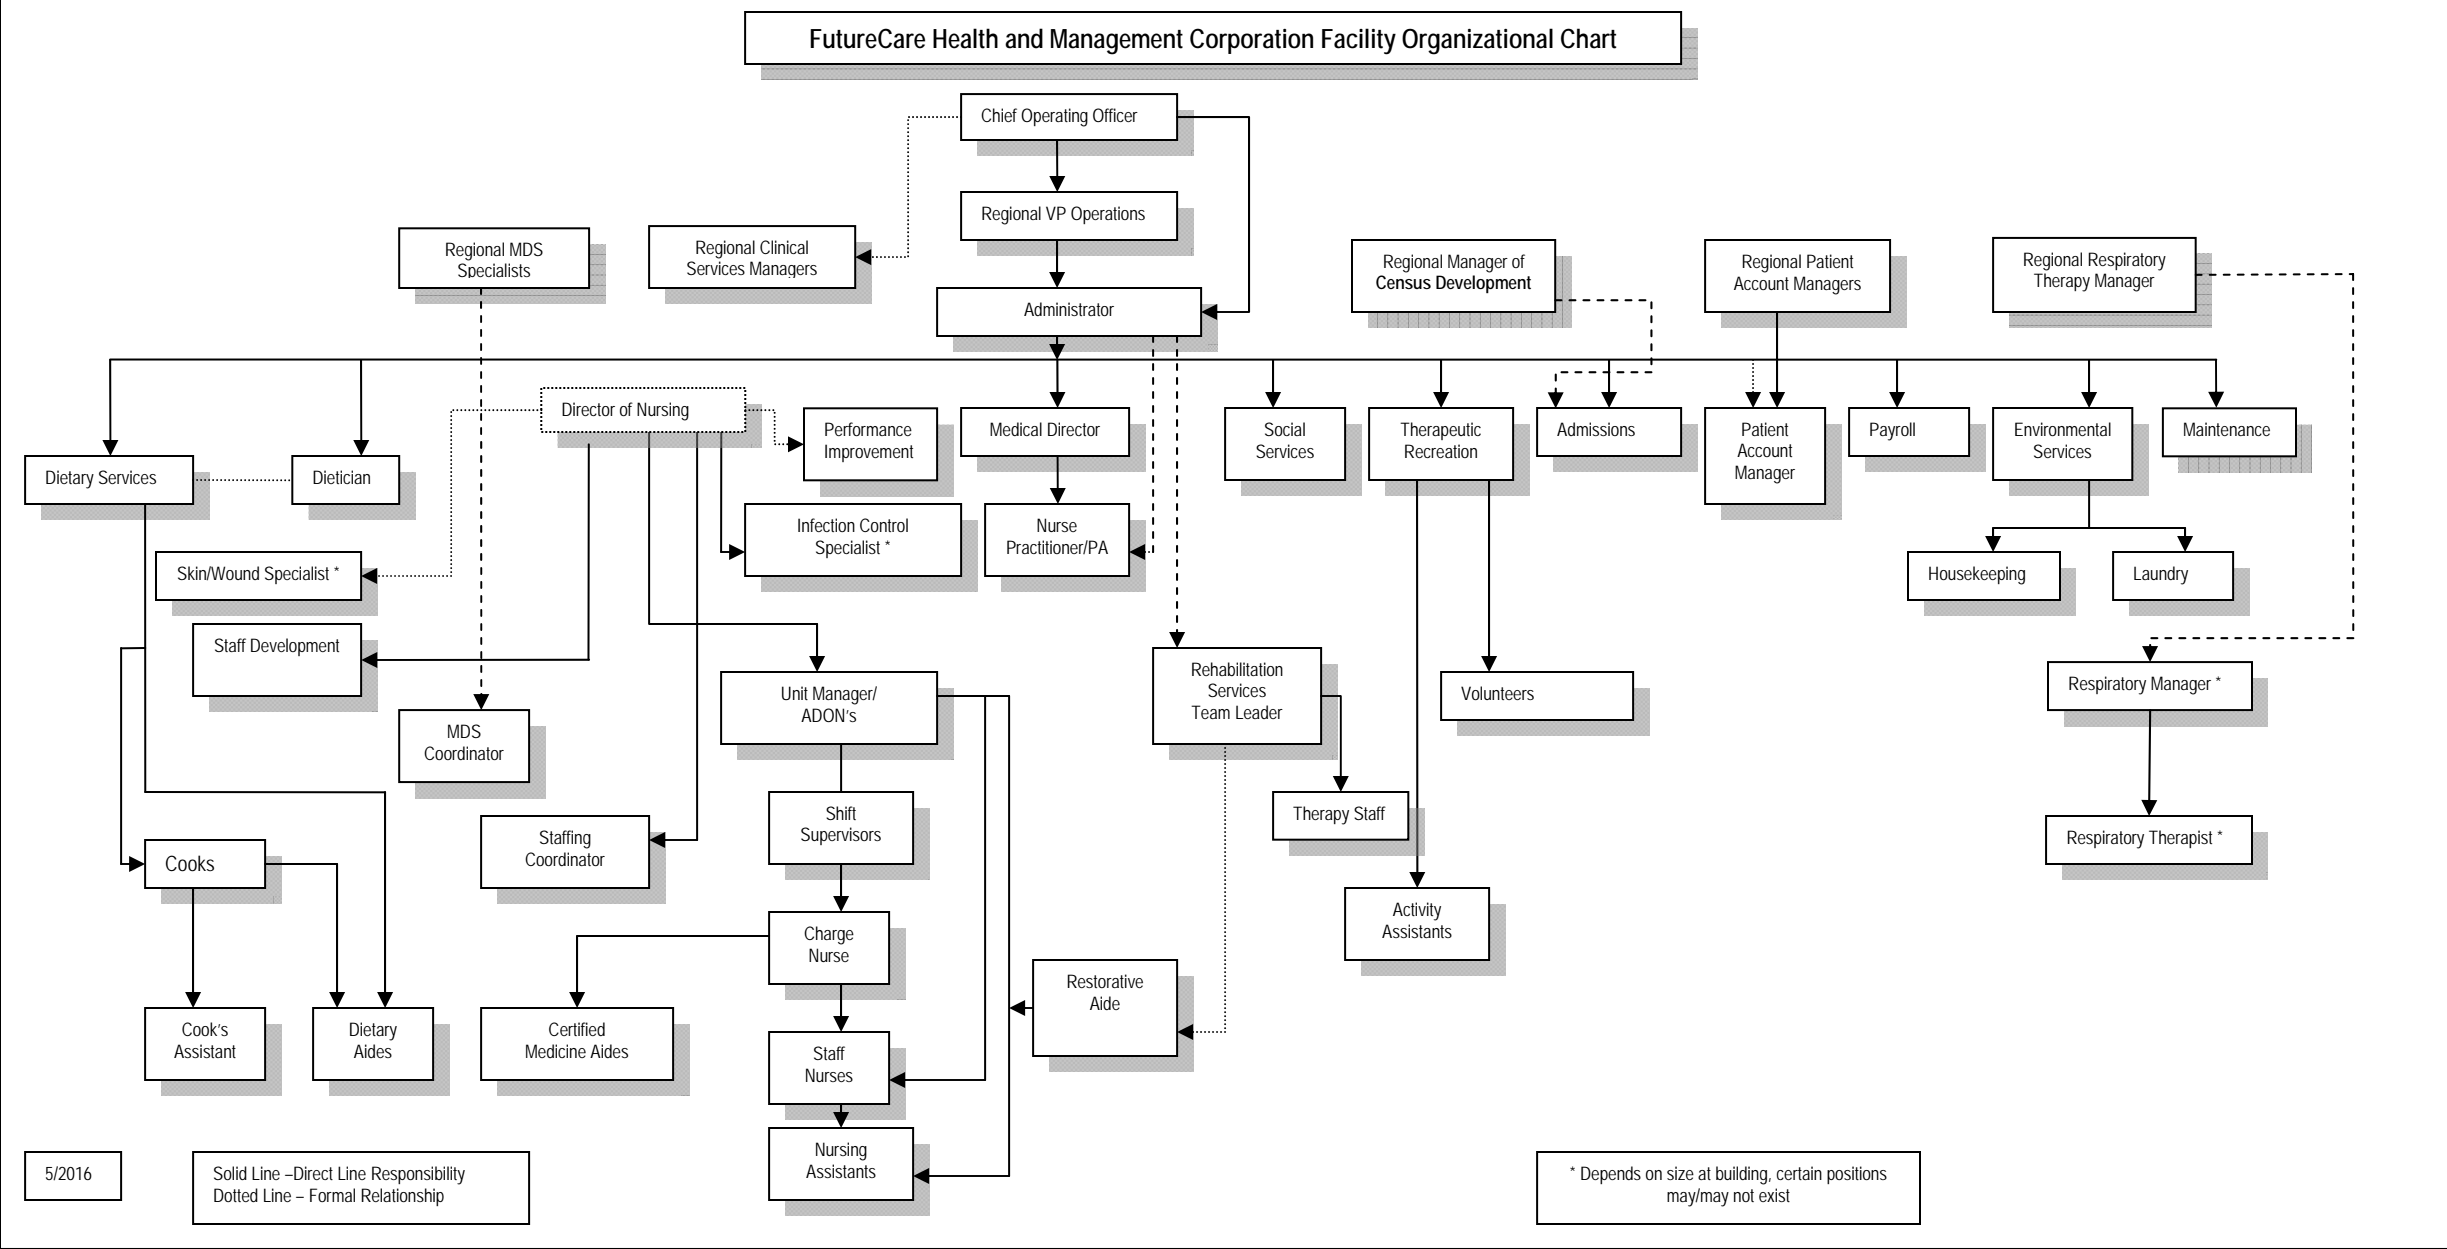 FutureCare Health and Management Corporation Facility Organizational Chart
Chief Operating Officer
Regional VP Operations
Regional MDS
Specialists
Regional Clinical
Services Managers
Administrator
Regional Manager of
Census Development
Regional Patient
Account Managers
Regional Respiratory
Therapy Manager
Dietary Services
Dietician
Director of Nursing
Performance
Improvement
Medical Director
Social
Services
Therapeutic
Recreation
Admissions
Patient
Account
Manager
Payroll
Environmental
Services
Maintenance
Infection Control
Specialist *
Nurse
Practitioner/PA
Skin/Wound Specialist *
Housekeeping
Laundry
Staff Development
Unit Manager/
ADON's
Rehabilitation
Services
Team Leader
Volunteers
Respiratory Manager *
MDS
Coordinator
Shift
Supervisors
Therapy Staff
Staffing
Coordinator
Respiratory Therapist *
Cooks
Charge
Nurse
Activity
Assistants
Restorative
Aide
Cook's
Assistant
Dietary
Aides
Certified
Medicine Aides
Staff
Nurses
Nursing
Assistants
5/2016
Solid Line –Direct Line Responsibility
Dotted Line – Formal Relationship
* Depends on size at building, certain positions
may/may not exist